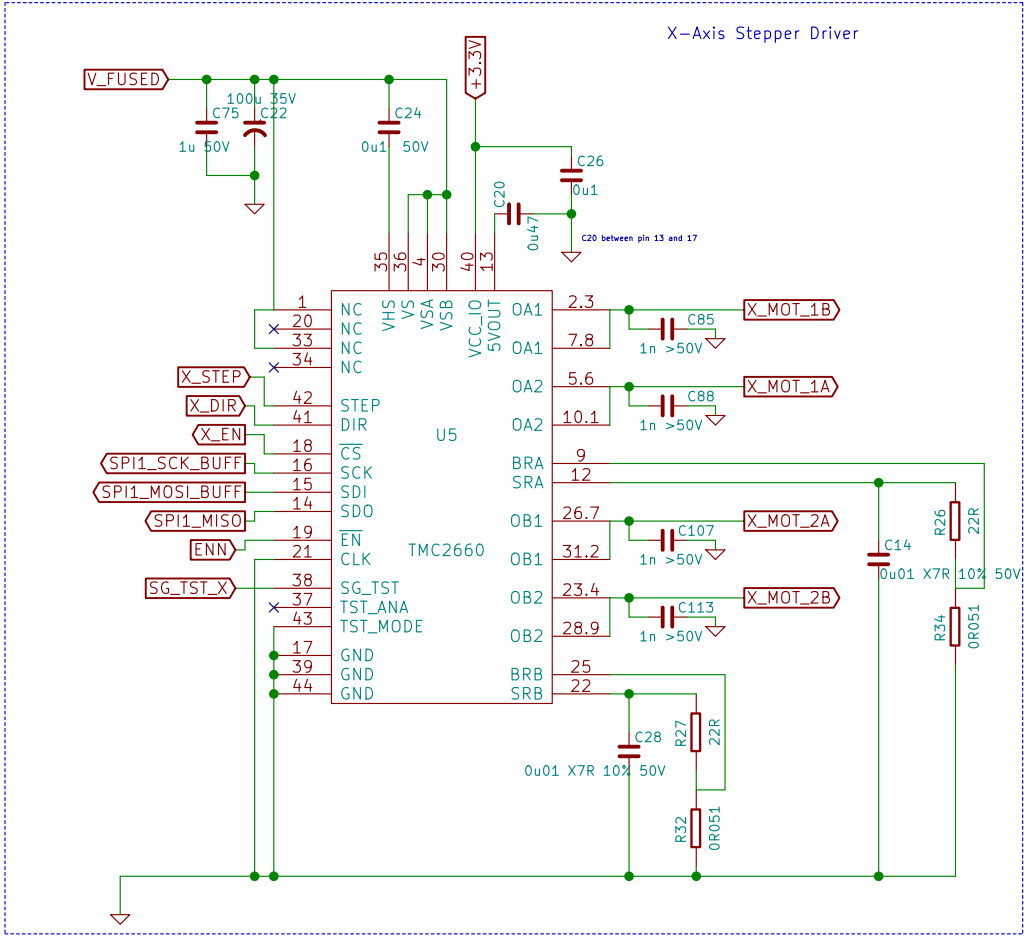 X-Axis Stepper Driver
+3.3V
V_FUSED
100u 35V
C75
C22
C24
1u 50V
0u1 50V
C26
0u1
C20
0u47
C20 between pin 13 and 17
35
36
4
30
40
13
VHS
VS
VSA
VSB
VCC_IO
5VOUT
1 NC
20 NC
33 NC
34 NC
X_STEP
42 STEP
X_DIR
41 DIR
X_EN
18 CS
SPI1_SCK_BUFF
16 SCK
SPI1_MOSI_BUFF
15 SDI
14 SDO
SPI1_MISO
19 EN
ENN
21 CLK
SG_TST_X
38 SG_TST
37 TST_ANA
43 TST_MODE
17 GND
39 GND
44 GND
U5
TMC2660
OA1 2.3
X_MOT_1B
C85
OA1 7.8
1n >50V
OA2 5.6
X_MOT_1A
C88
OA2 10.1
1n >50V
BRA 9
SRA 12
OB1 26.7
X_MOT_2A
C107
OB1 31.2
1n >50V
OB2 23.4
X_MOT_2B
C113
OB2 28.9
1n >50V
BRB 25
SRB 22
R26
22R
C14
0u01 X7R 10% 50V
R34
0R051
R27
22R
C28
0u01 X7R 10% 50V
R32
0R051